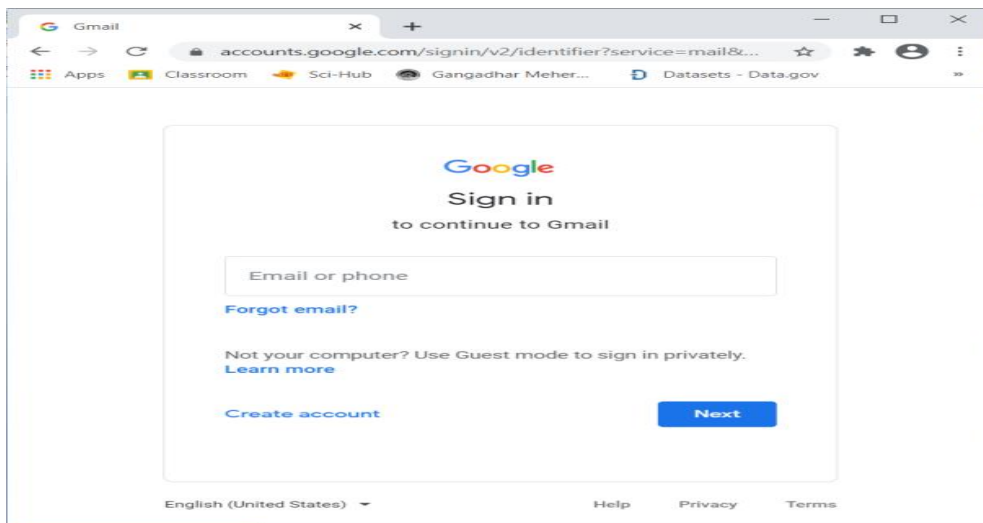 Gmail
accounts.google.com/signin/v2/identifier?service=mail&...
Apps Classroom Sci-Hub Gangadhar Meher... Datasets - Data.gov
Google
Sign in
to continue to Gmail
Email or phone
Forgot email?
Not your computer? Use Guest mode to sign in privately.
Learn more
Create account Next
English (United States) Help Privacy Terms